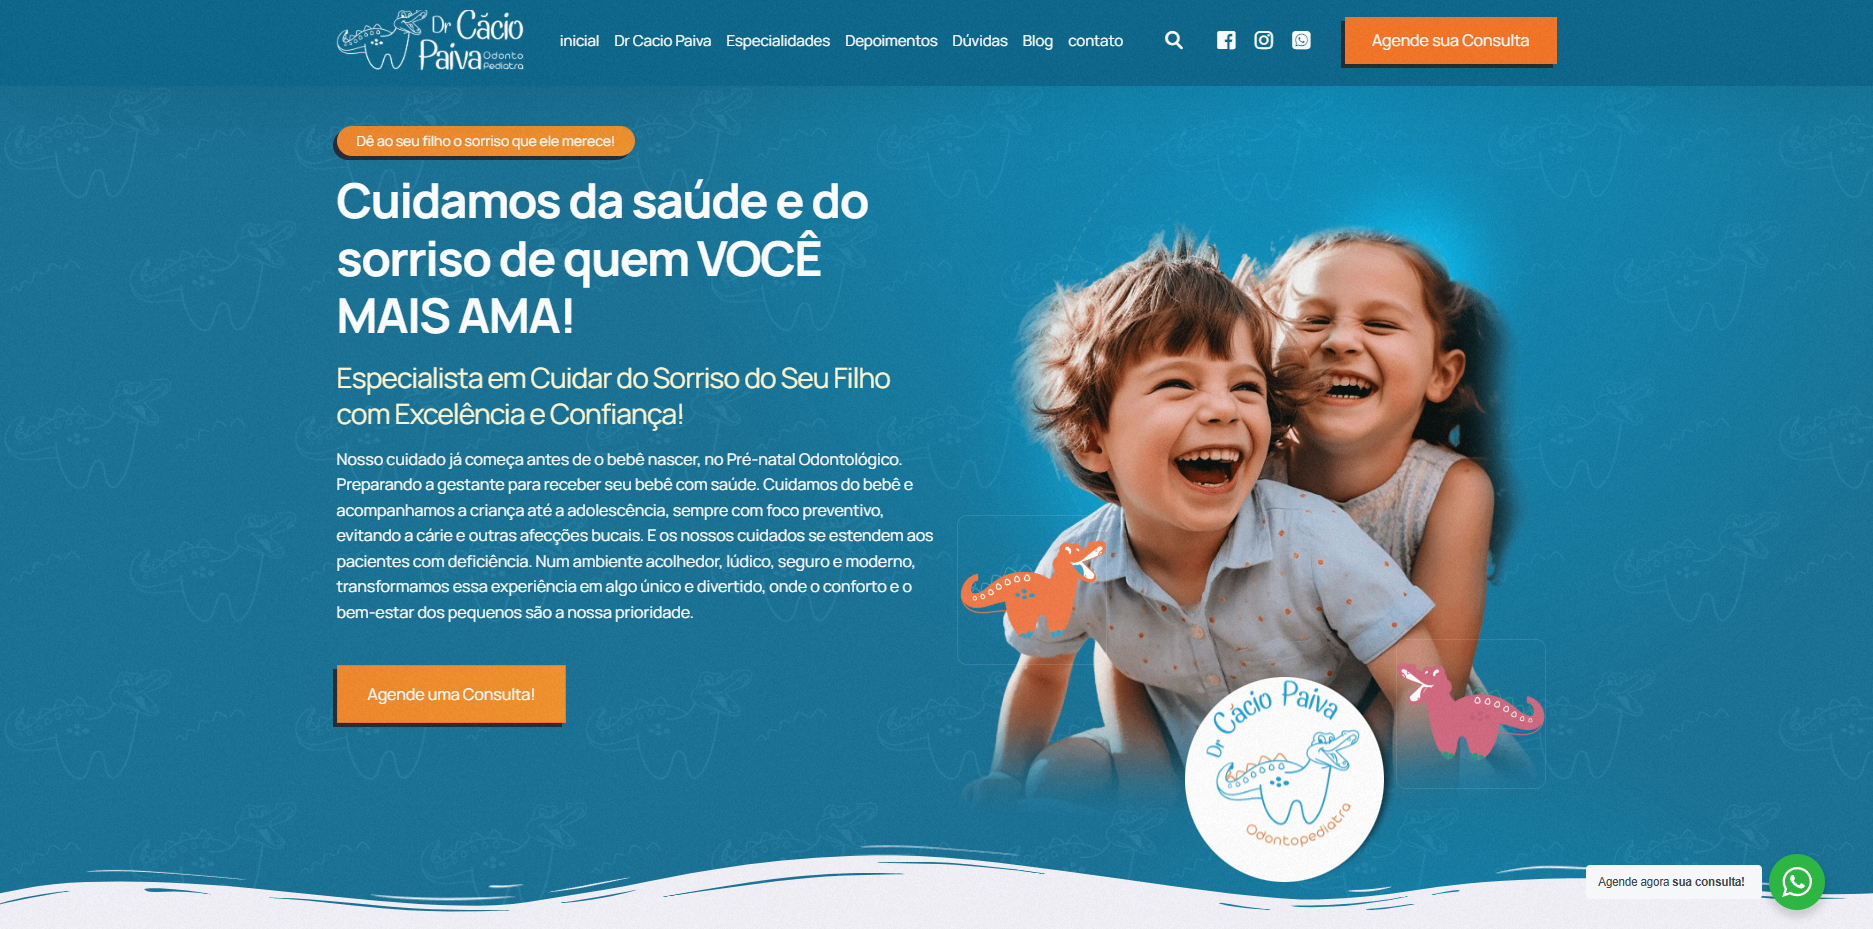 Dr Cácio
Paiva Odonto
Pediatra
inicial Dr Cacio Paiva Especialidades Depoimentos Dúvidas Blog contato
Agende sua Consulta
Dê ao seu filho o sorriso que ele merece!
Cuidamos da saúde e do
sorriso de quem VOCÊ
MAIS AMA!
Especialista em Cuidar do Sorriso do Seu Filho
com Excelência e Confiança!
Nosso cuidado já começa antes de o bebê nascer, no Pré-natal Odontológico.
Preparando a gestante para receber seu bebê com saúde. Cuidamos do bebê e
acompanhamos a criança até a adolescência, sempre com foco preventivo,
evitando a cárie e outras afecções bucais. E os nossos cuidados se estendem aos
pacientes com deficiência. Num ambiente acolhedor, lúdico, seguro e moderno,
transformamos essa experiência em algo único e divertido, onde o conforto e o
bem-estar dos pequenos são a nossa prioridade.
Agende uma Consulta!
Dr Cácio Paiva
Odontopediatra
Agende agora sua consulta!